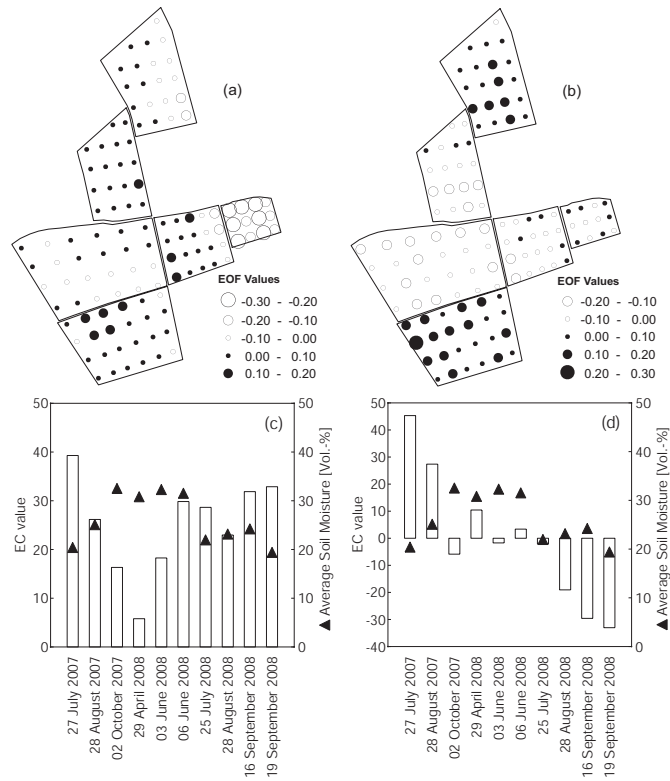 (a)
(b)
EOF Values
-0.30 - -0.20
-0.20 - -0.10
-0.10 - 0.00
0.00 - 0.10
0.10 - 0.20
EOF Values
-0.20 - -0.10
-0.10 - 0.00
0.00 - 0.10
0.10 - 0.20
0.20 - 0.30
(c)
EC value
50
40
30
20
10
0
50
40
30
20
10
0
▲ Average Soil Moisture [Vol.-%]
27 July 2007
28 August 2007
02 October 2007
29 April 2008
03 June 2008
06 June 2008
25 July 2008
28 August 2008
16 September 2008
19 September 2008
(d)
EC value
50
40
30
20
10
0
-10
-20
-30
-40
50
40
30
20
10
0
▲ Average Soil Moisture [Vol.-%]
27 July 2007
28 August 2007
02 October 2007
29 April 2008
03 June 2008
06 June 2008
25 July 2008
28 August 2008
16 September 2008
19 September 2008